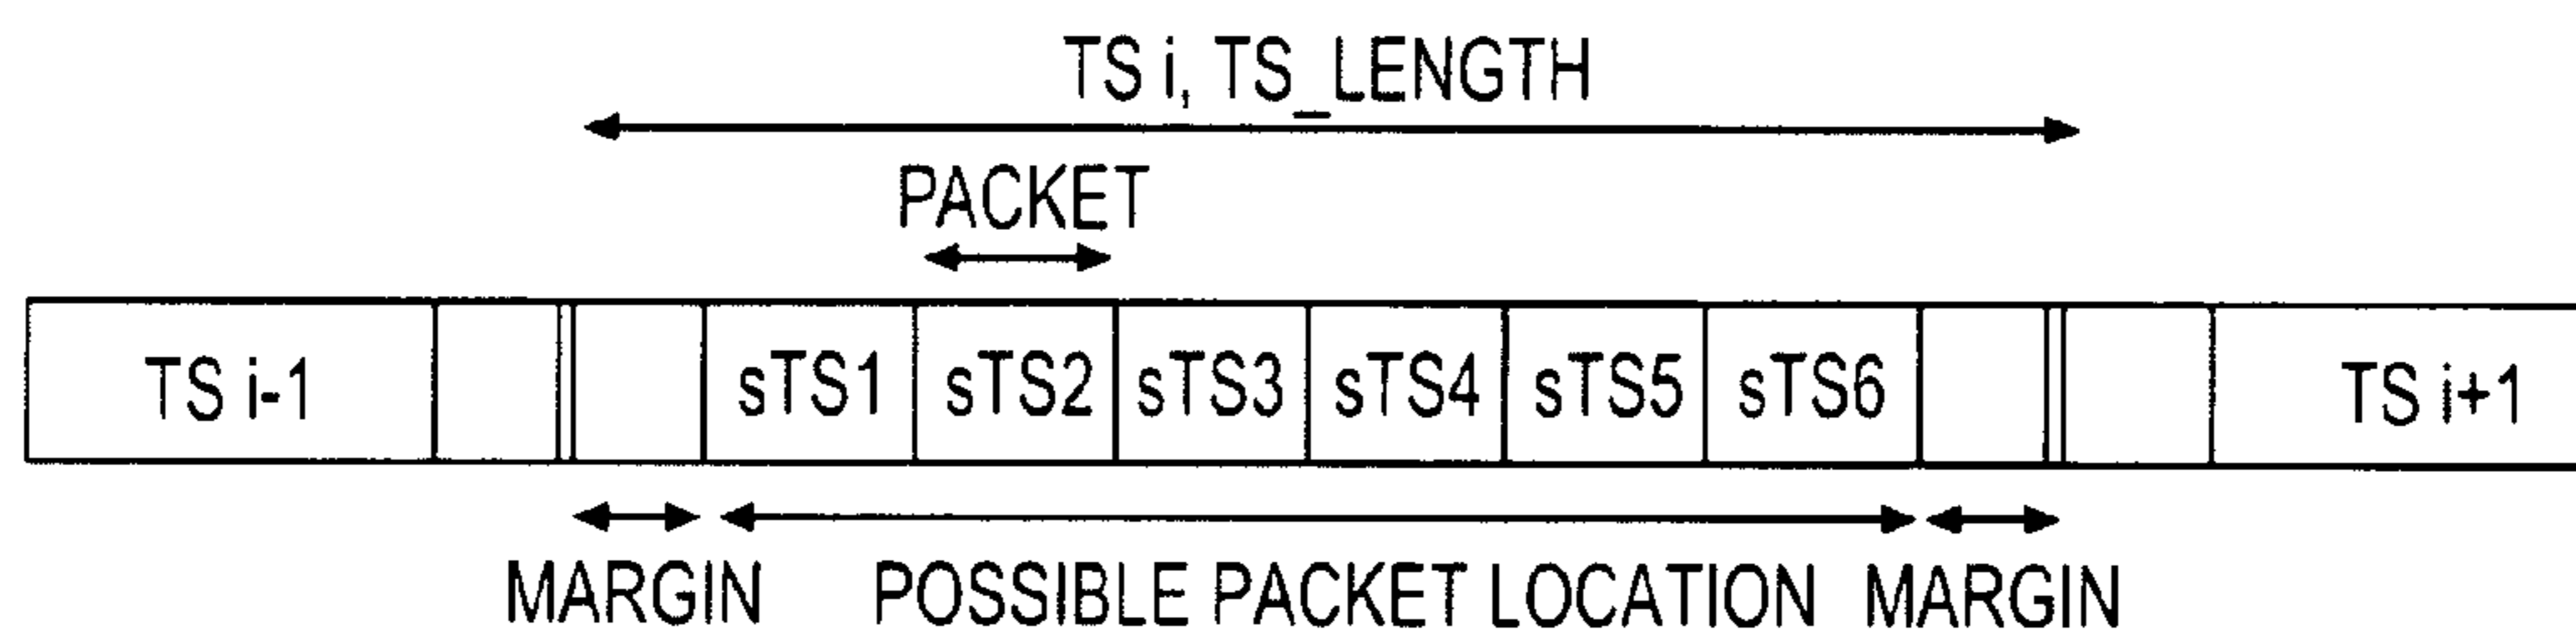 TS i, TS_LENGTH
PACKET
TS i-1 sTS1 sTS2 sTS3 sTS4 sTS5 sTS6 TS i+1
MARGIN POSSIBLE PACKET LOCATION MARGIN